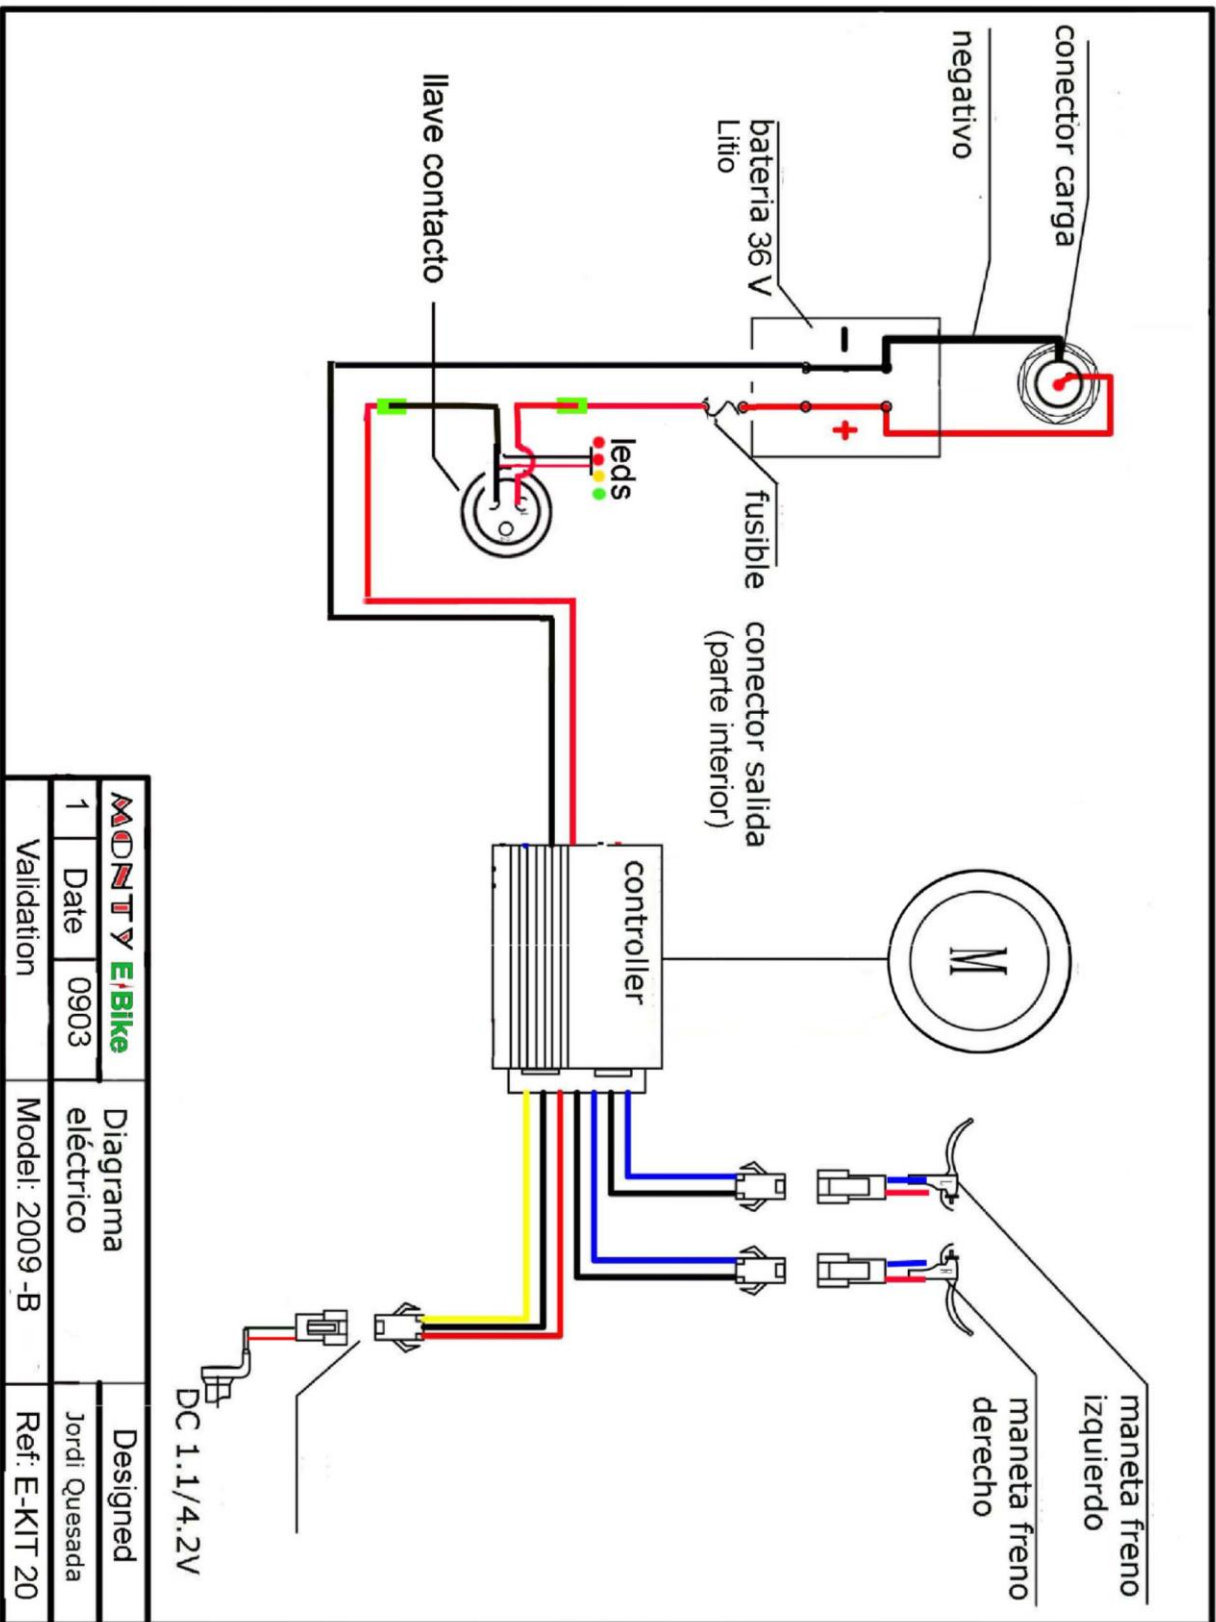 conector carga
negativo
bateria 36 V
Litio
-
+
fusible
conector salida
(parte interior)
leds
llave contacto
controller
M
L
R
maneta freno
izquierdo
maneta freno
derecho
DC 1.1/4.2V
MONTY E/Bike
Diagrama
eléctrico
Designed
1
Date
0903
Jordi Quesada
Validation
Model: 2009 -B
Ref: E-KIT 20